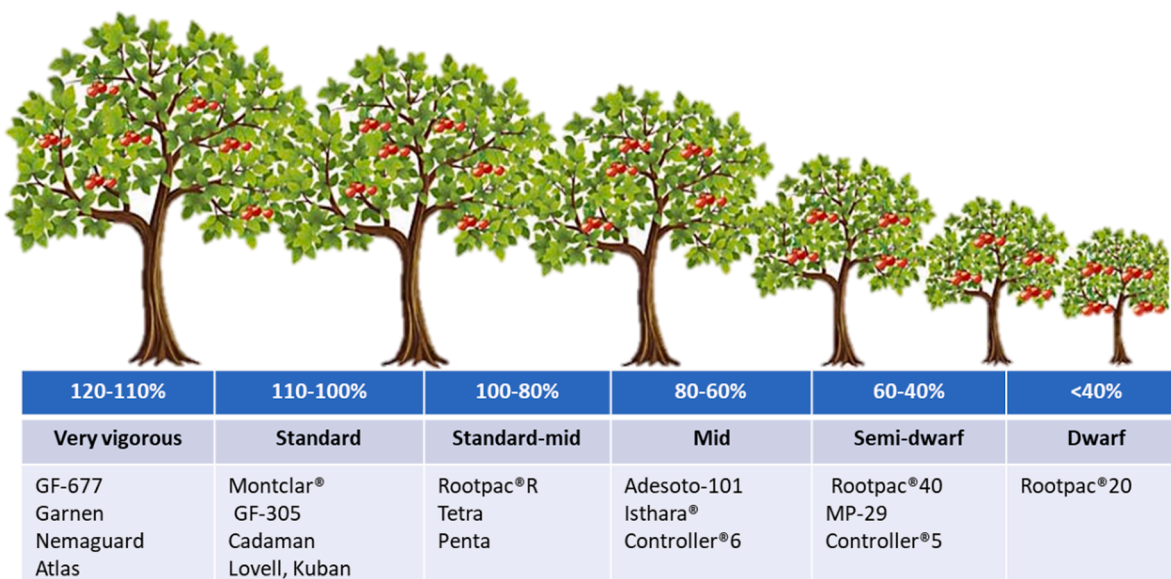 120-110% 110-100% 100-80% 80-60% 60-40% <40%
Very vigorous Standard Standard-mid Mid Semi-dwarf Dwarf
GF-677 Montclar® Rootpac®R Adesoto-101 Rootpac®40 Rootpac®20
Garnen GF-305 Tetra Isthara® MP-29
Nemaguard Cadaman Penta Controller®6 Controller®5
Atlas Lovell, Kuban